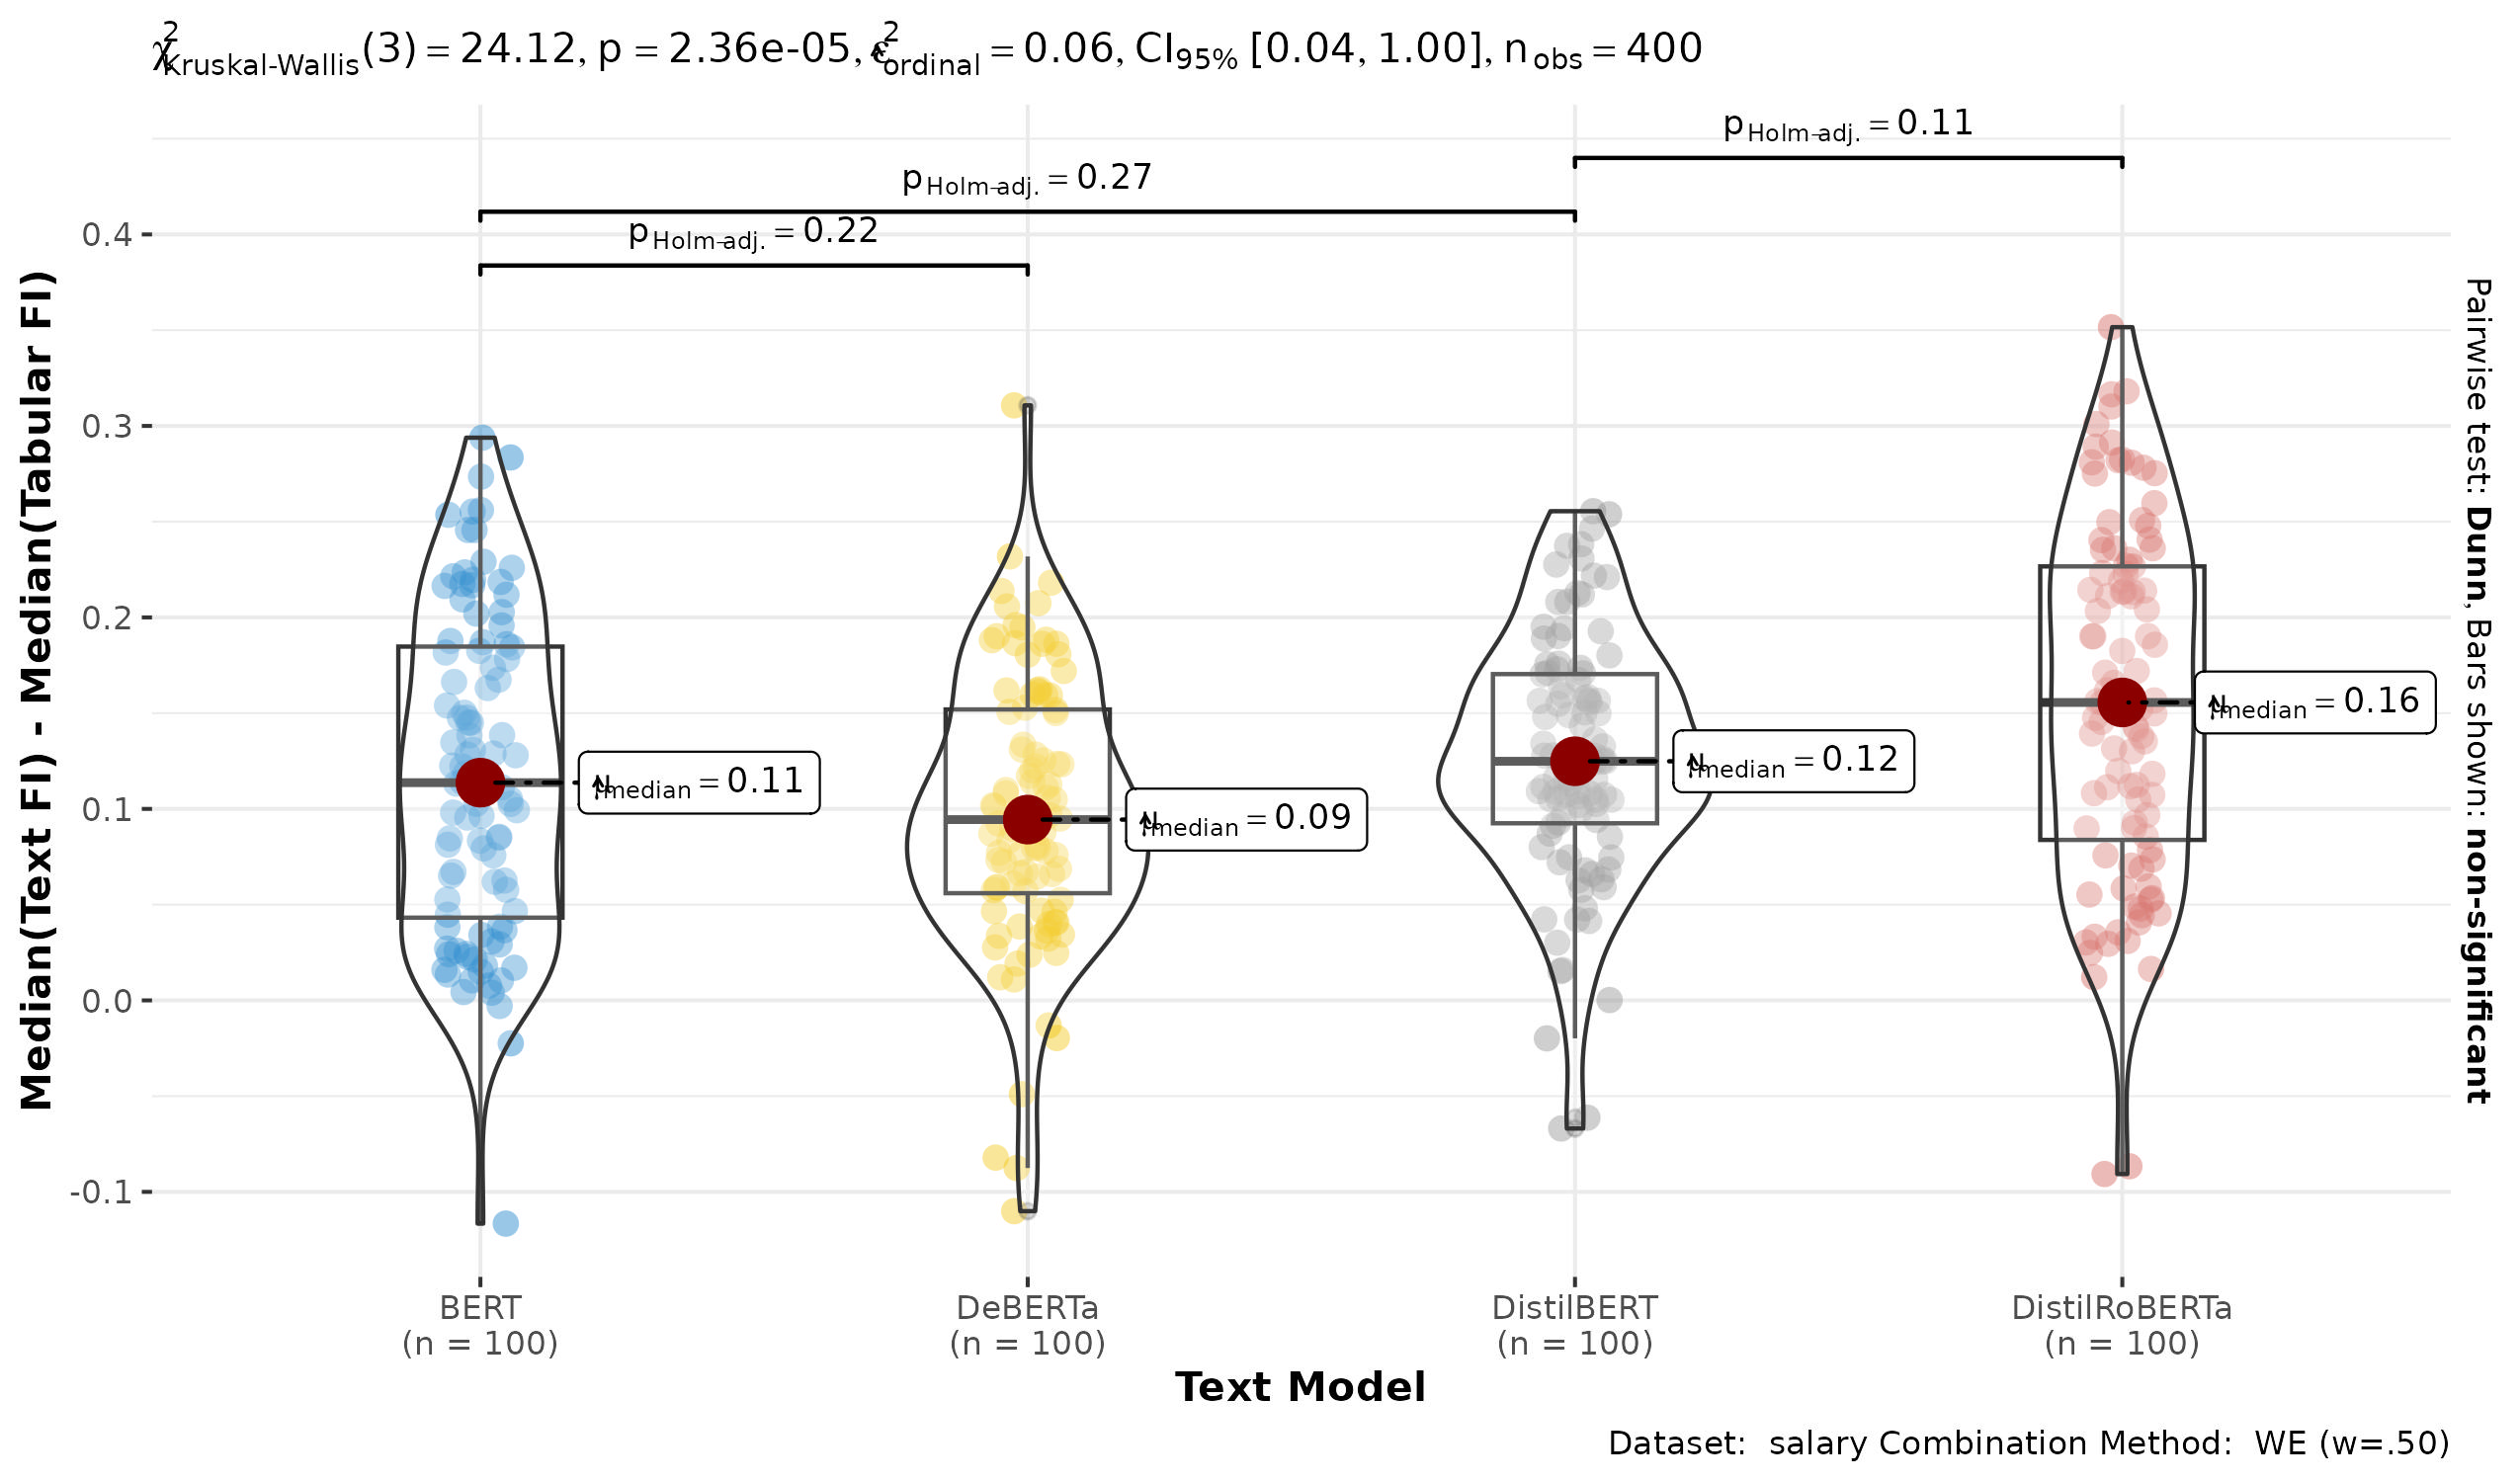 χ²Kruskal-Wallis(3) = 24.12, p = 2.36e-05, ε²ordinal = 0.06, CI95% [0.04, 1.00], nobs = 400
pHolm-adj. = 0.11
pHolm-adj. = 0.27
pHolm-adj. = 0.22
Median(Text FI) - Median(Tabular FI)
0.4
0.3
0.2
0.1
0.0
-0.1
μ̂median = 0.11
μ̂median = 0.09
μ̂median = 0.12
μ̂median = 0.16
Pairwise test: Dunn, Bars shown: non-significant
BERT
(n = 100)
DeBERTa
(n = 100)
DistilBERT
(n = 100)
DistilRoBERTa
(n = 100)
Text Model
Dataset:  salary Combination Method:  WE (w=.50)